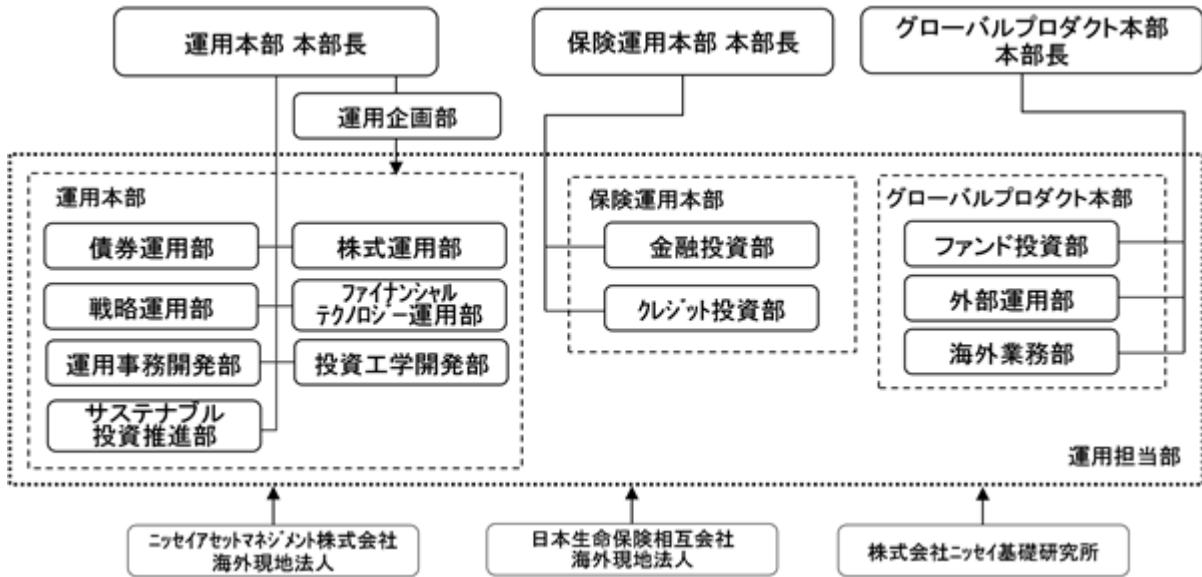 運用本部 本部長
保険運用本部 本部長
グローバルプロダクト本部
本部長
運用企画部
運用本部
債券運用部
株式運用部
戦略運用部
ファイナンシャル
テクノロジー運用部
運用事務開発部
投資工学開発部
サステナブル
投資推進部
保険運用本部
金融投資部
クレジット投資部
グローバルプロダクト本部
ファンド投資部
外部運用部
海外業務部
運用担当部
ニッセイアセットマネジメント株式会社
海外現地法人
日本生命保険相互会社
海外現地法人
株式会社ニッセイ基礎研究所